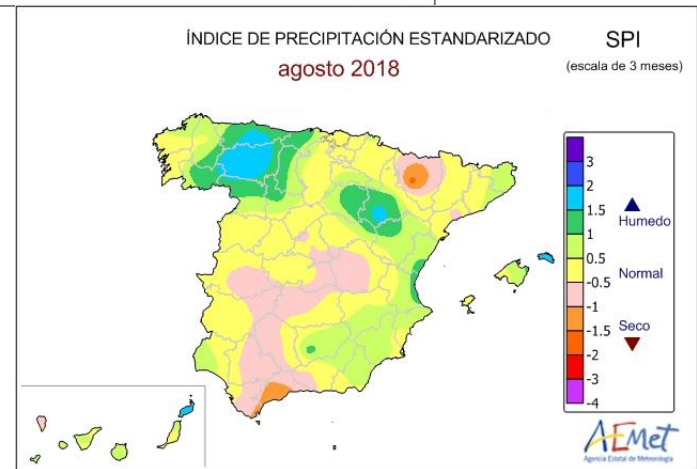 ÍNDICE DE PRECIPITACIÓN ESTANDARIZADO
agosto 2018
SPI
(escala de 3 meses)
3
2
1.5
Humedo
1
0.5
-0.5
Normal
-1
-1.5
Seco
-2
-3
-4
AEMet
Agencia Estatal de Meteorología